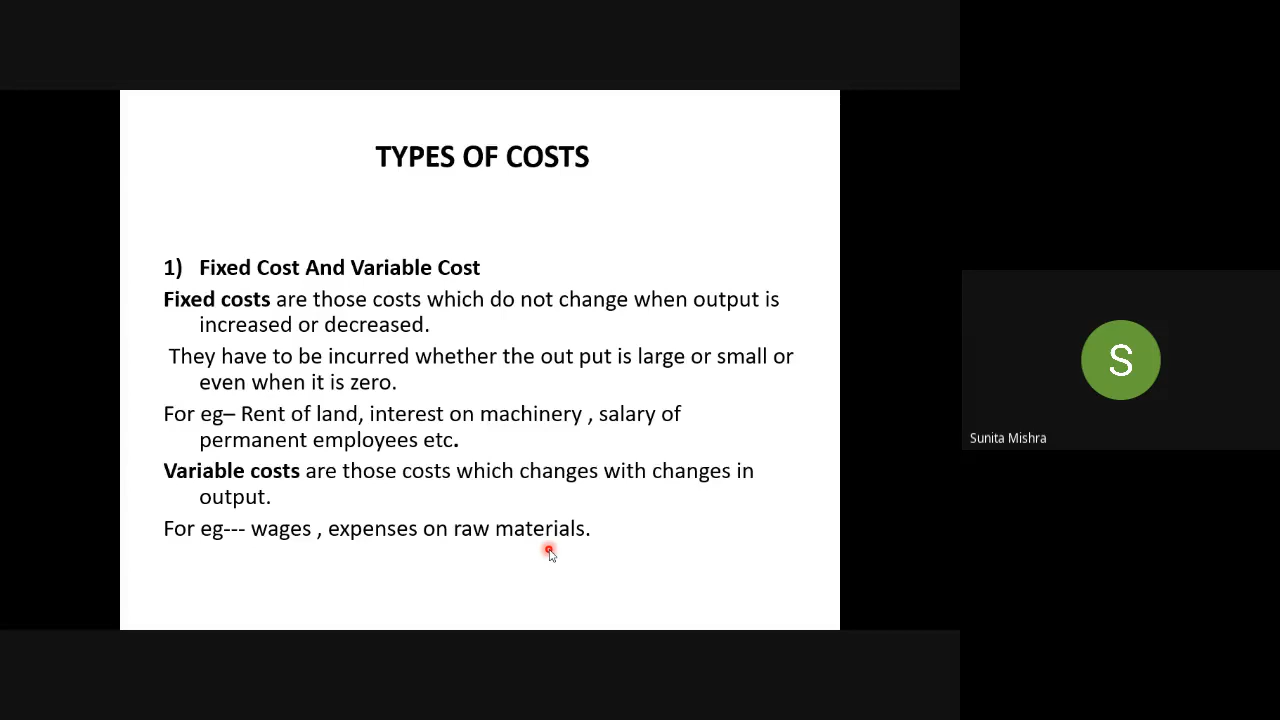 TYPES OF COSTS
1) Fixed Cost And Variable Cost
Fixed costs are those costs which do not change when output is
increased or decreased.
They have to be incurred whether the out put is large or small or
even when it is zero.
For eg– Rent of land, interest on machinery , salary of
permanent employees etc.
Variable costs are those costs which changes with changes in
output.
For eg--- wages , expenses on raw materials.
S
Sunita Mishra